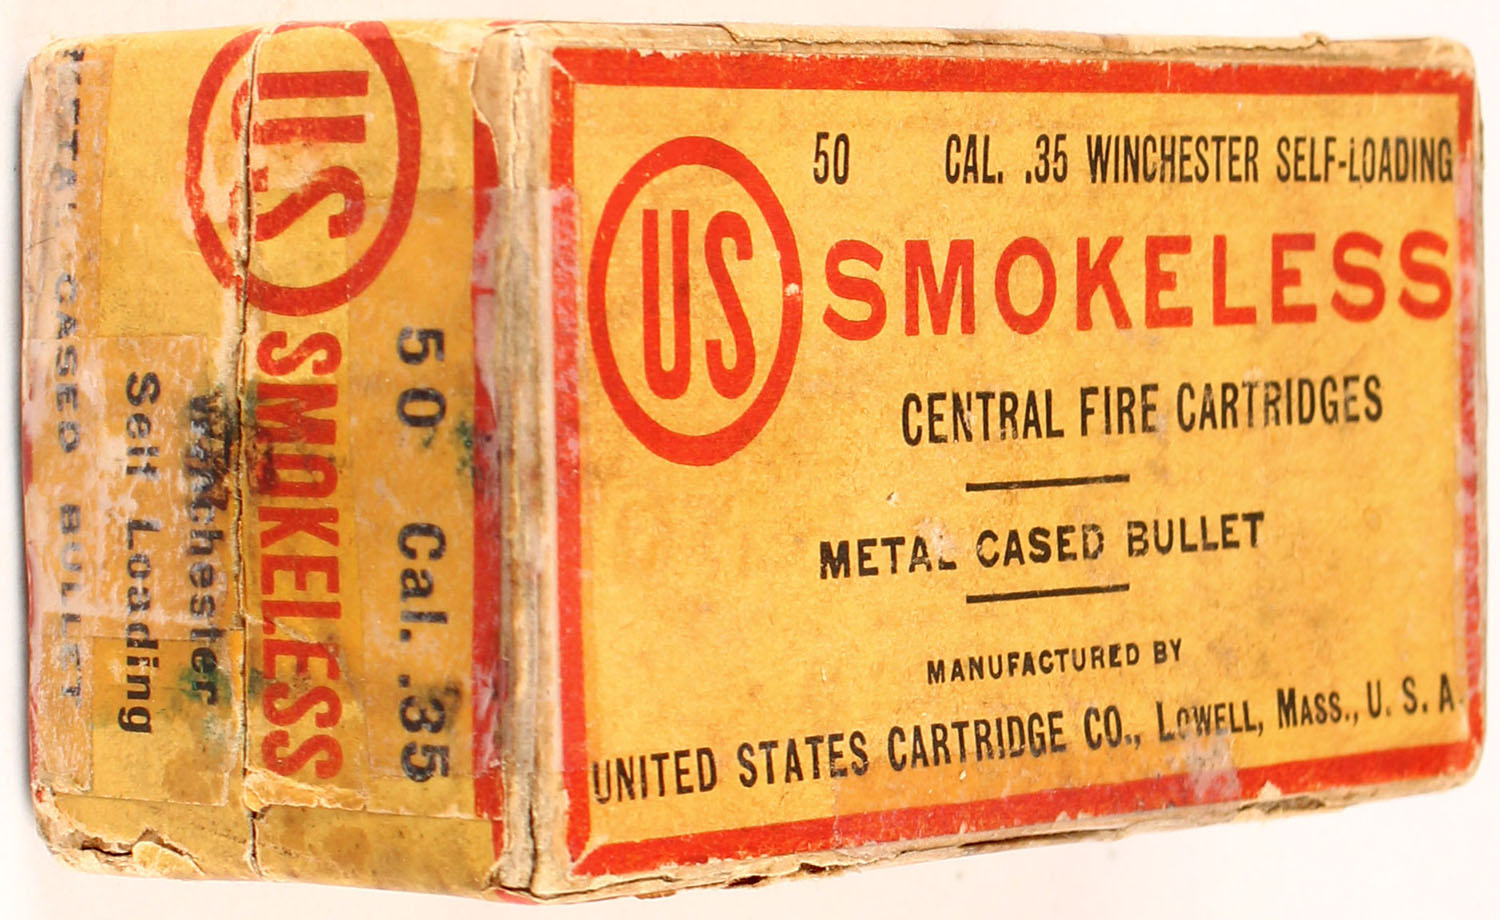 50 CAL. .35 WINCHESTER SELF-LOADING
US SMOKELESS
CENTRAL FIRE CARTRIDGES
METAL CASED BULLET
MANUFACTURED BY
UNITED STATES CARTRIDGE CO., LOWELL, MASS., U. S. A.
50 Cal. .35
US SMOKELESS
Winchester
Self Loading
METAL CASED BULLET